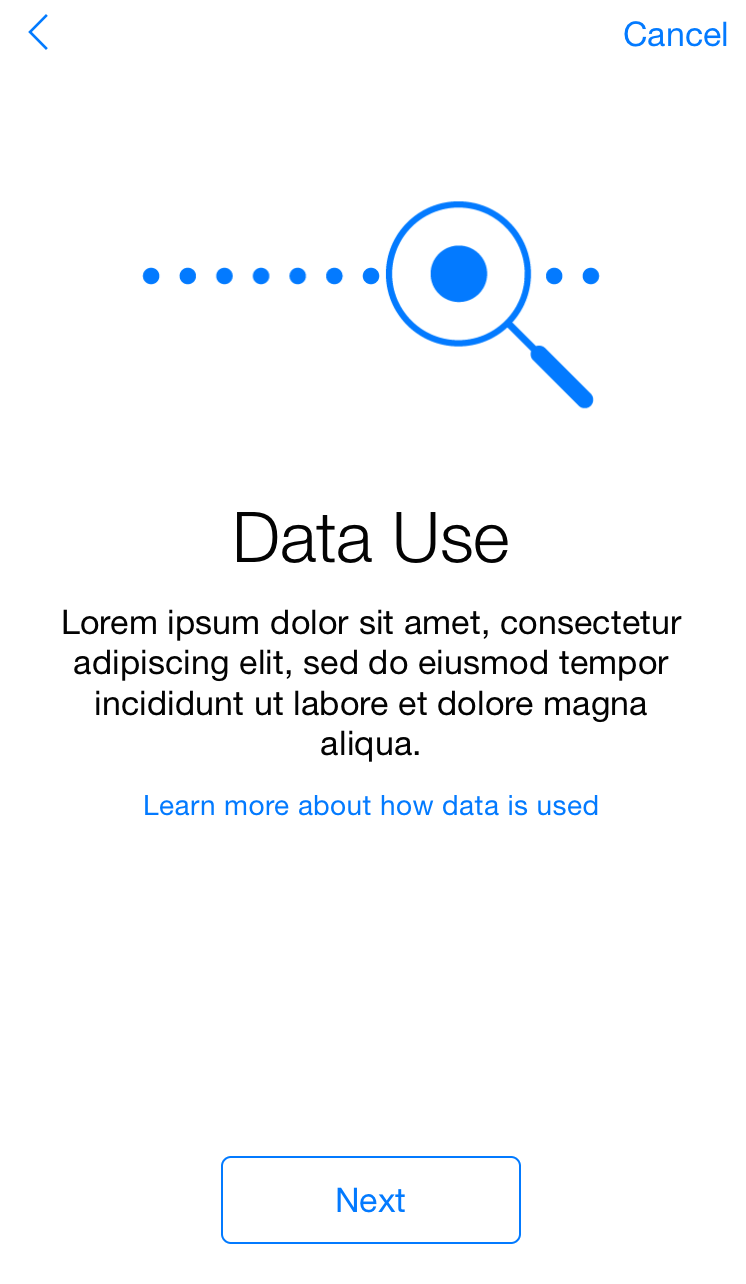 Cancel
Data Use
Lorem ipsum dolor sit amet, consectetur
adipiscing elit, sed do eiusmod tempor
incididunt ut labore et dolore magna
aliqua.
Learn more about how data is used
Next